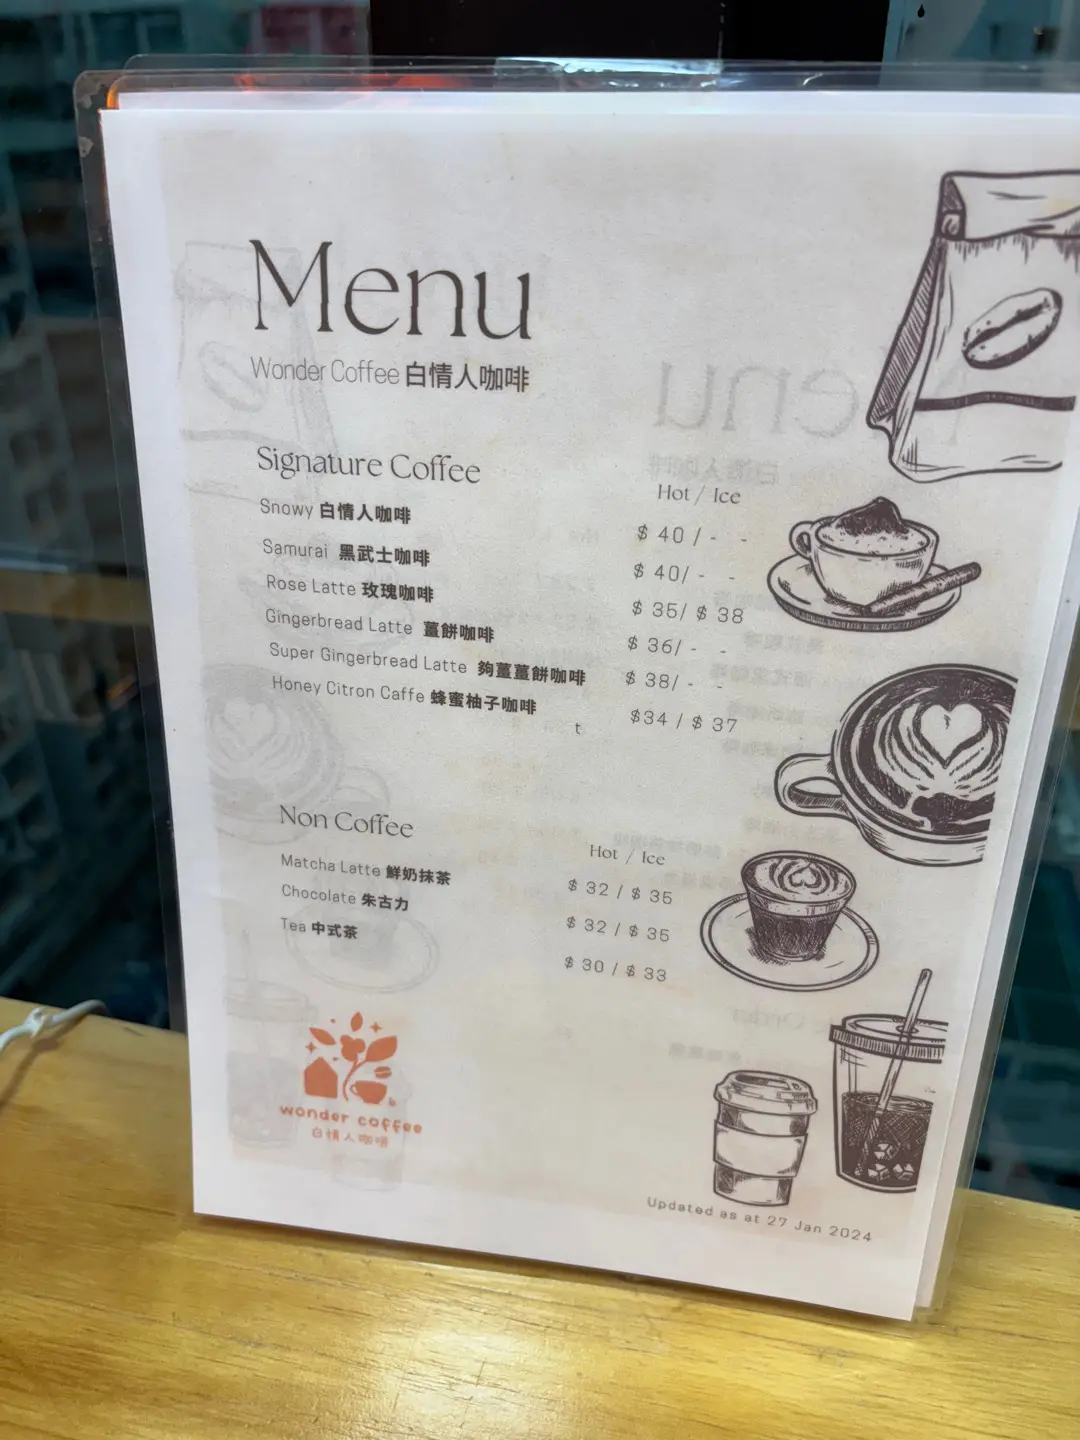 Menu
Wonder Coffee 白情人咖啡
Signature Coffee
Hot / Ice
Snowy 白情人咖啡 $ 40 / - -
Samurai 黑武士咖啡 $ 40/ - -
Rose Latte 玫瑰咖啡 $ 35/ $ 38
Gingerbread Latte 薑餅咖啡 $ 36/ - -
Super Gingerbread Latte 夠薑薑餅咖啡 $ 38/ - -
Honey Citron Caffe 蜂蜜柚子咖啡 $34 / $ 37
t
Non Coffee
Hot / Ice
Matcha Latte 鮮奶抹茶 $ 32 / $ 35
Chocolate 朱古力 $ 32 / $ 35
Tea 中式茶 $ 30 / $ 33
wonder coffee
白情人咖啡
Updated as at 27 Jan 2024